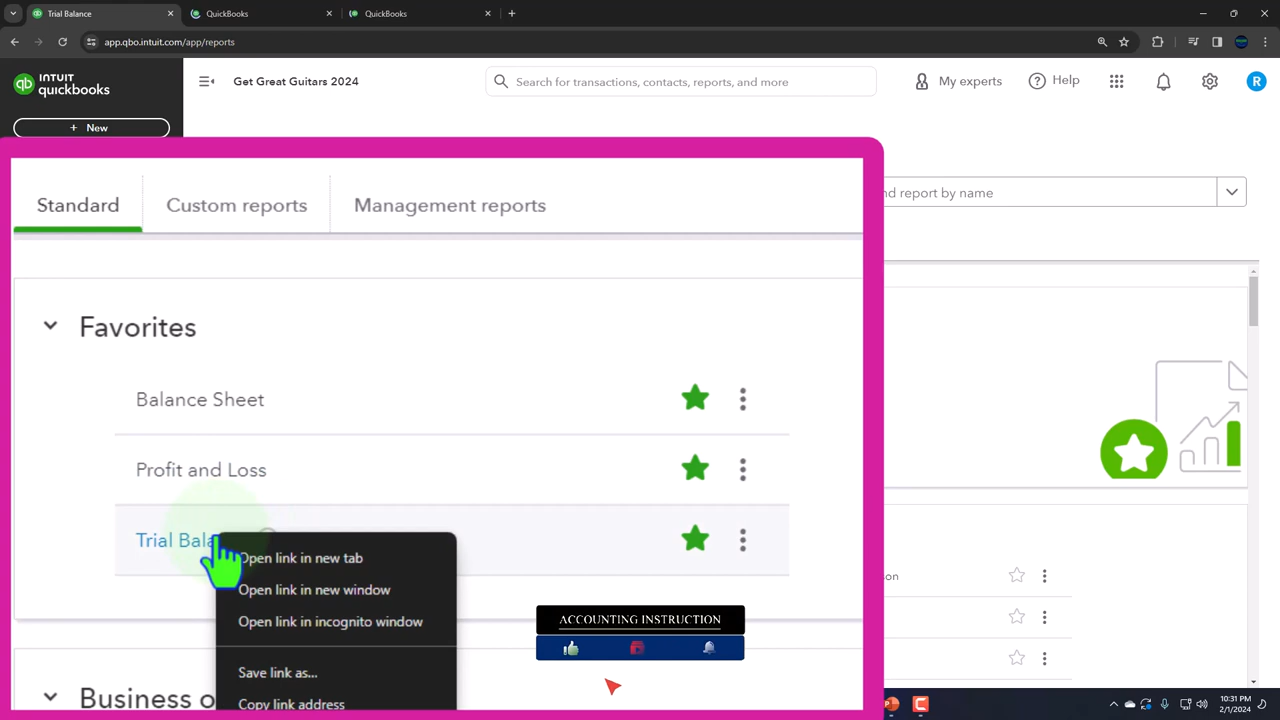 Trial Balance
QuickBooks
QuickBooks
app.qbo.intuit.com/app/reports
INTUIT
quickbooks
Get Great Guitars 2024
Search for transactions, contacts, reports, and more
My experts
Help
R
+ New
Standard
Custom reports
Management reports
nd report by name
Favorites
Balance Sheet
Profit and Loss
Trial Bala
Open link in new tab
Open link in new window
Open link in incognito window
Save link as...
Copy link address
on
ACCOUNTING INSTRUCTION
Business o
10:31 PM
2/1/2024